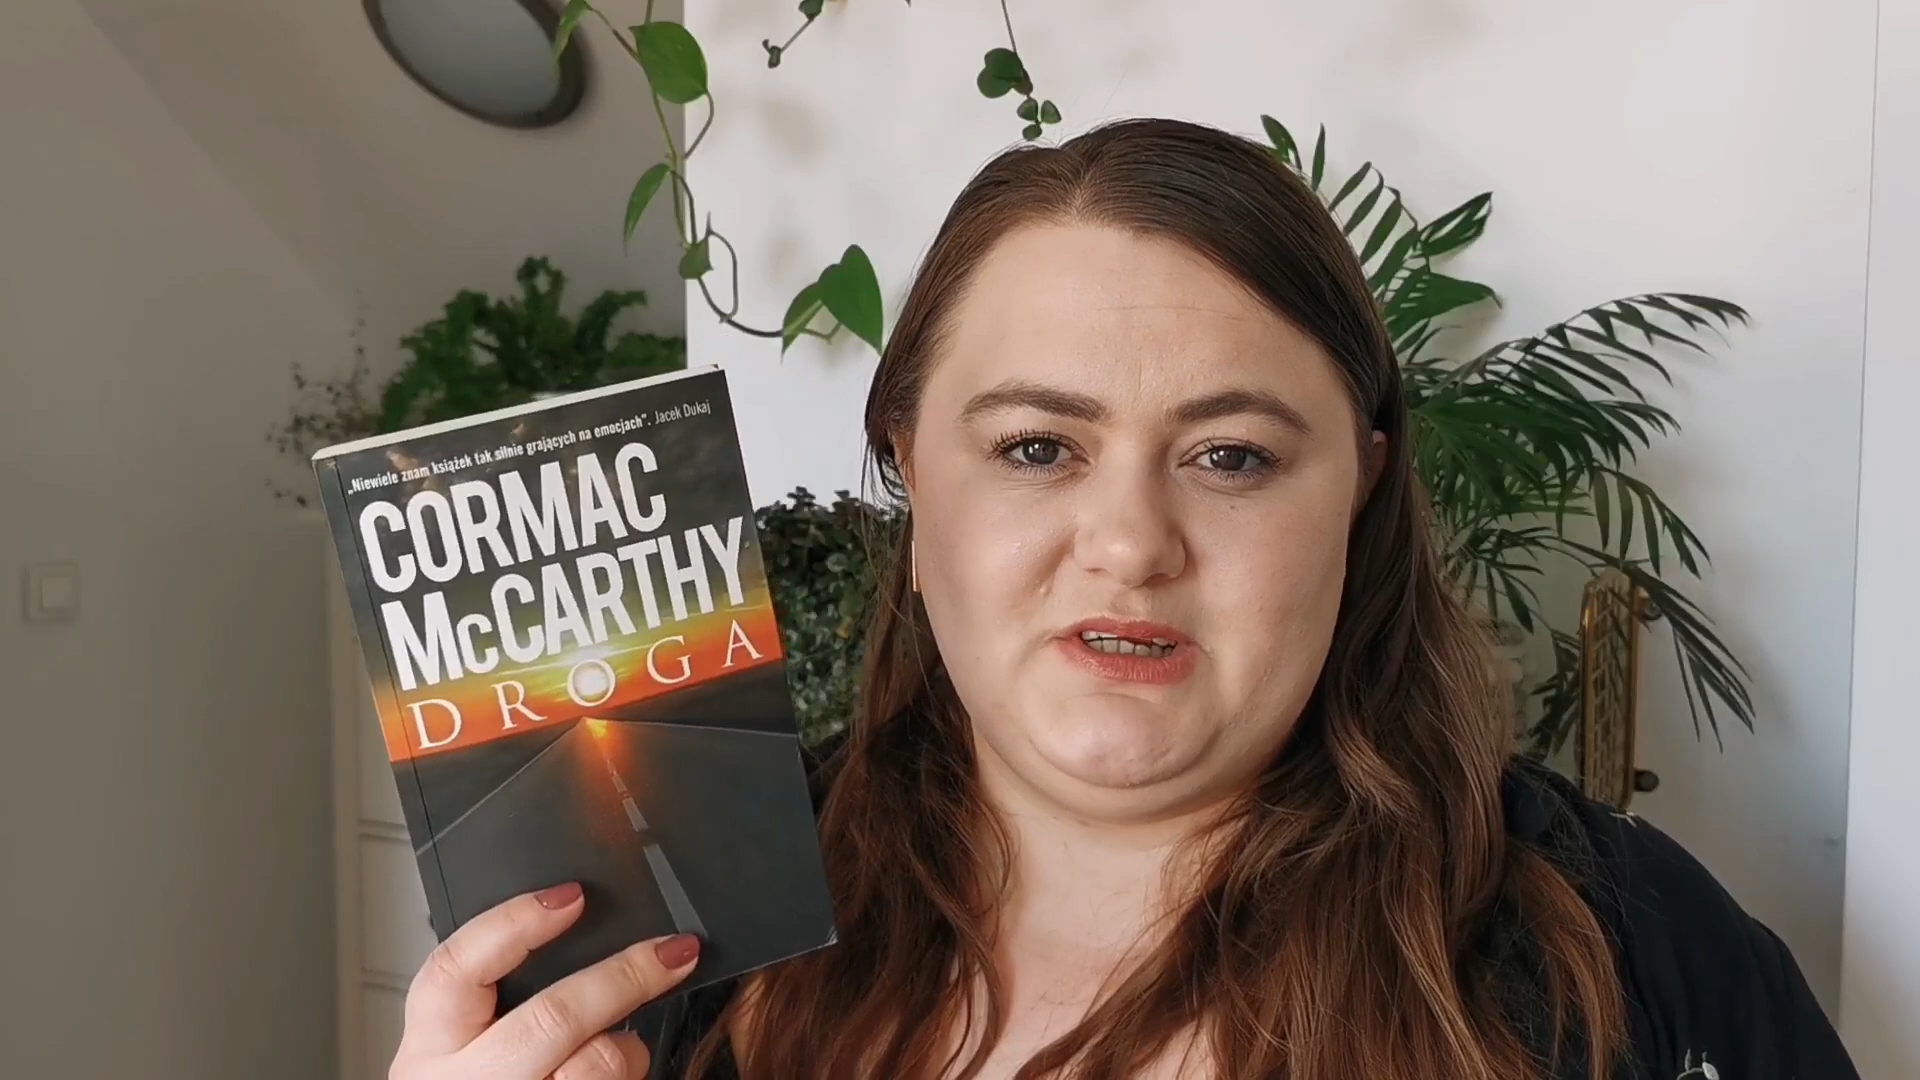 „Niewiele znam książek tak silnie grających na emocjach”. Jacek Dukaj
CORMAC
McCARTHY
DROGA